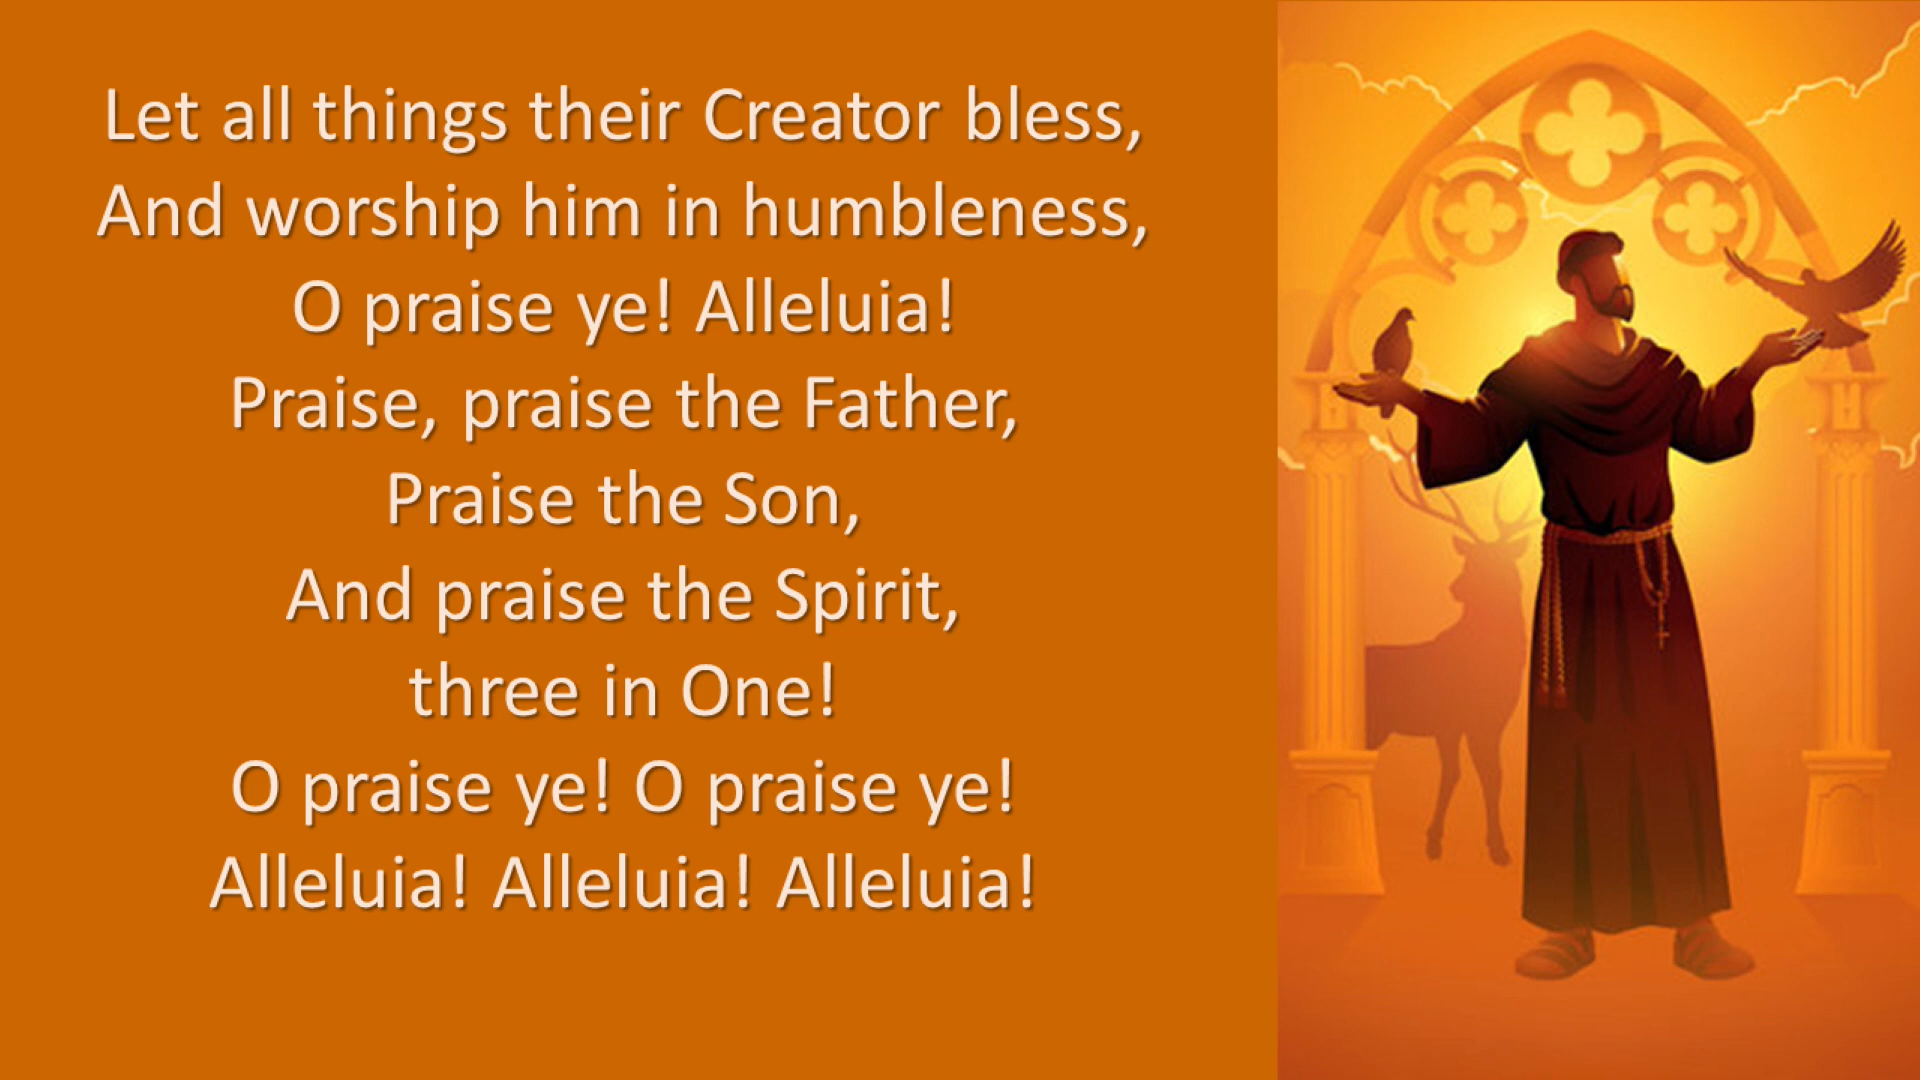 Let all things their Creator bless,
And worship him in humbleness,
O praise ye! Alleluia!
Praise, praise the Father,
Praise the Son,
And praise the Spirit,
three in One!
O praise ye! O praise ye!
Alleluia! Alleluia! Alleluia!